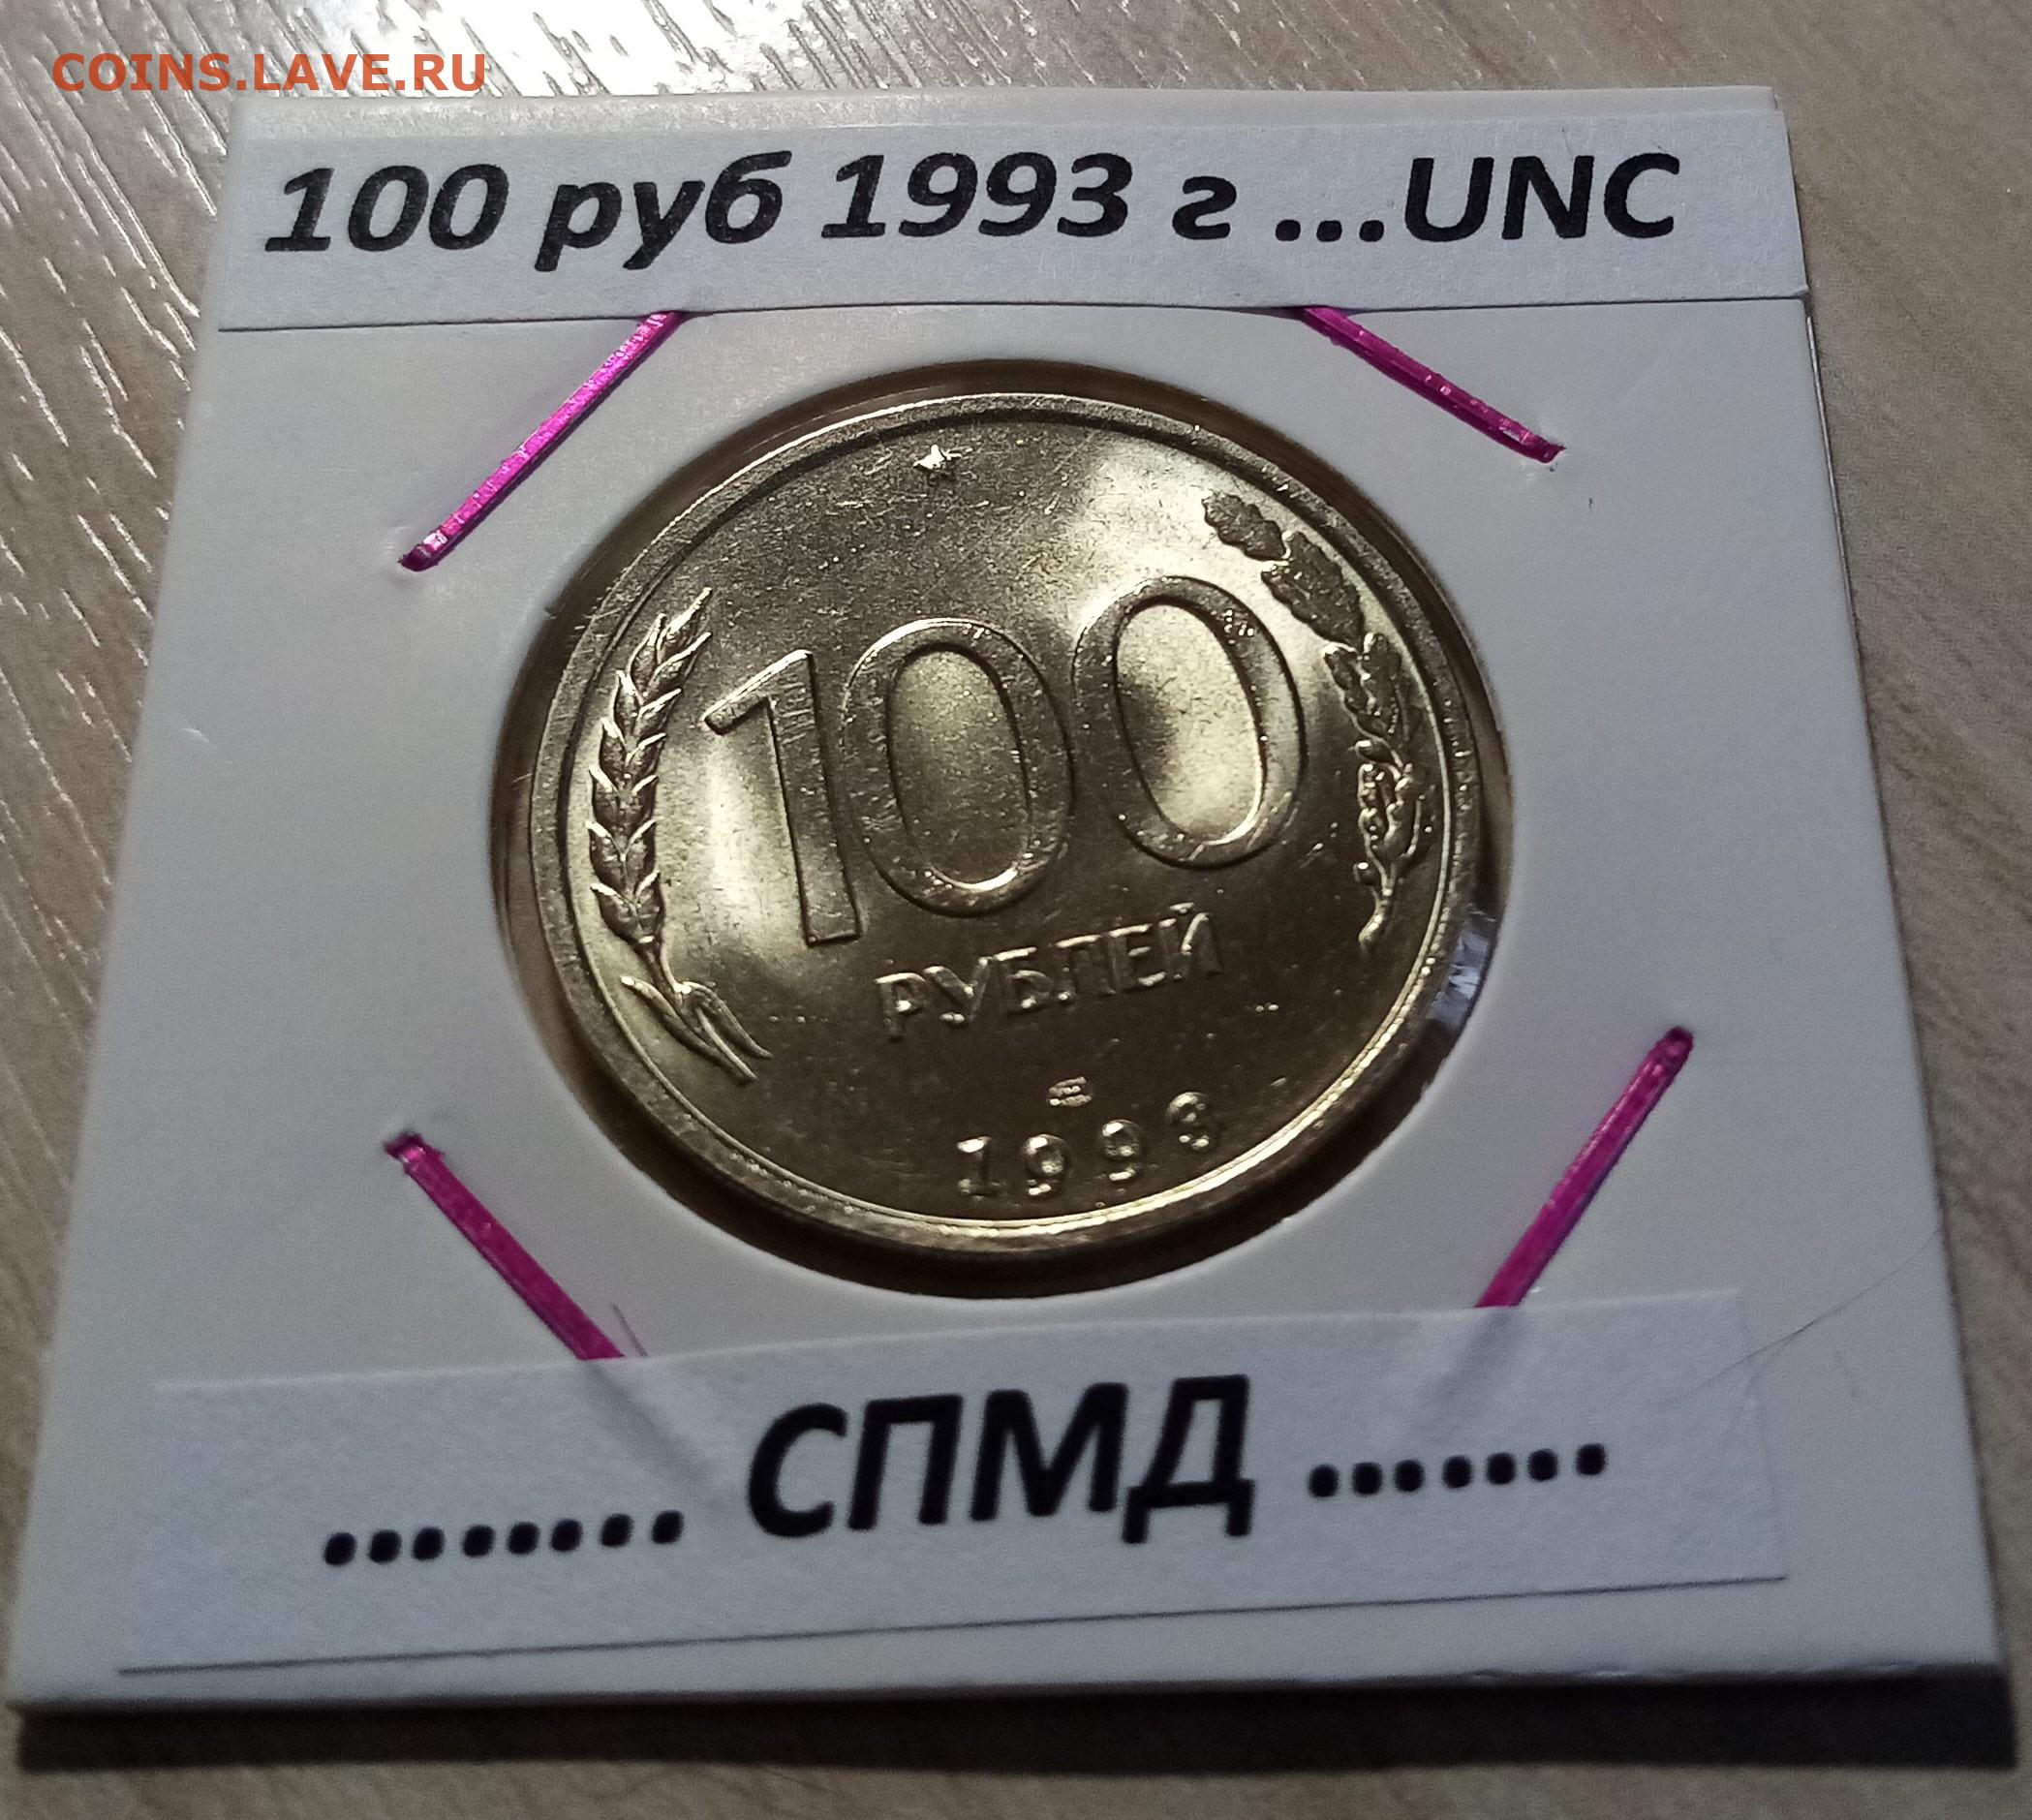 COINS.LAVE.RU
100 руб 1993 г ...UNC
100
РУБЛЕЙ
1993
........ СПМД .......